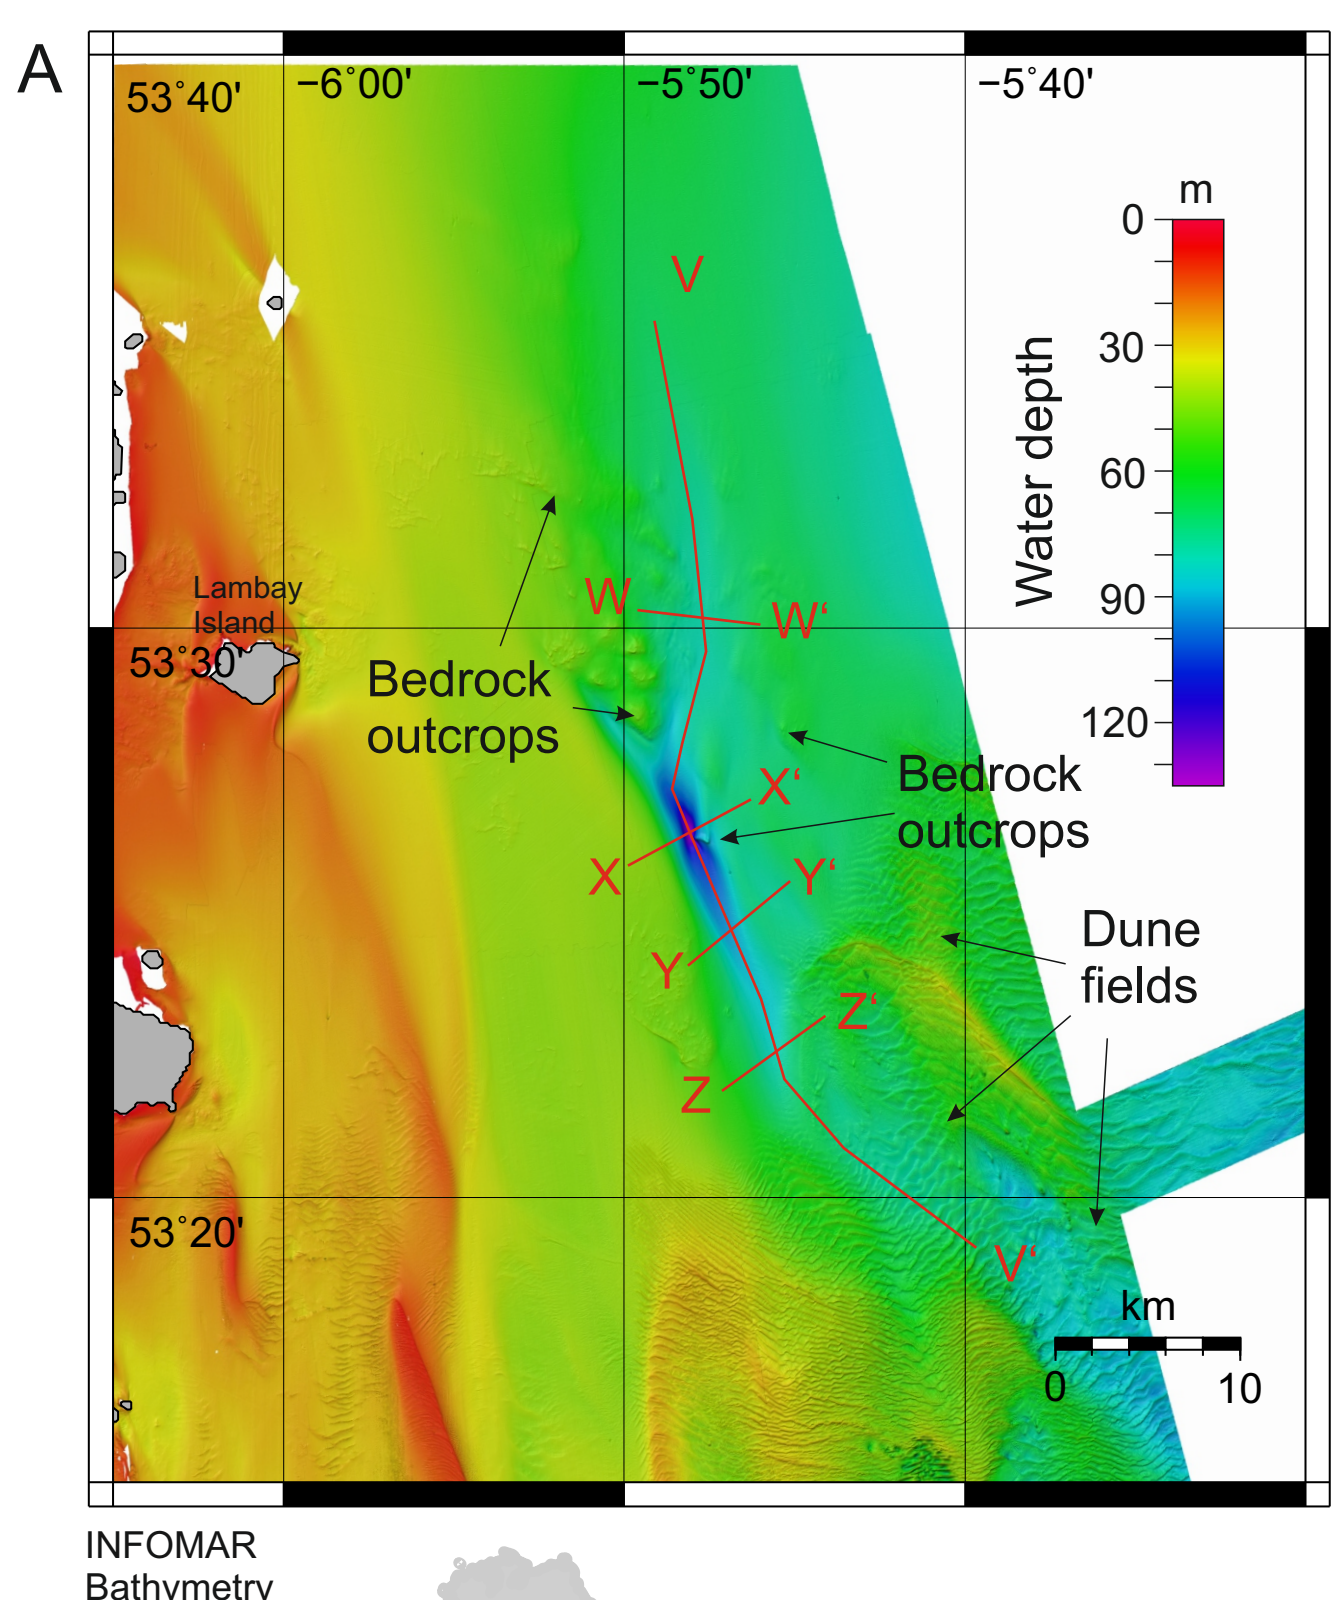 A
53°40'
−6°00'
−5°50'
−5°40'
m
0
30
60
90
120
Water depth
V
Lambay
Island
W
W‘
53°30'
Bedrock
outcrops
X‘
Bedrock
outcrops
X
Y‘
Y
Dune
fields
Z‘
Z
53°20'
V‘
km
0
10
INFOMAR
Bathymetry